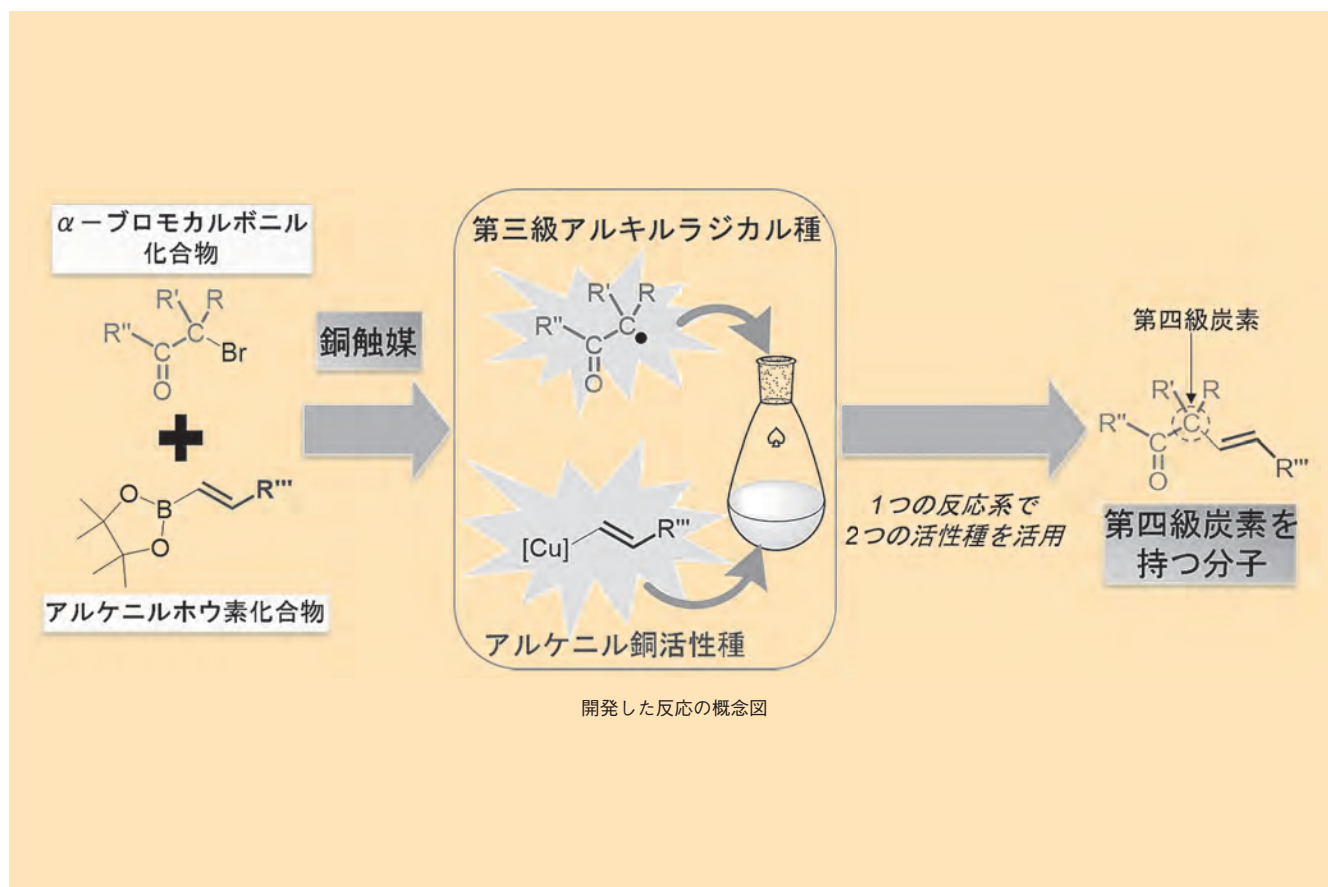 α－ブロモカルボニル
化合物
R' R
R"
C
C
Br
O
R"'
O
B
O
アルケニルホウ素化合物
銅触媒
第三級アルキルラジカル種
R' R
R"
C
C
O
[Cu]
R"'
アルケニル銅活性種
1つの反応系で
2つの活性種を活用
第四級炭素
R' R
R"
C
C
O
R"'
第四級炭素を
持つ分子
開発した反応の概念図